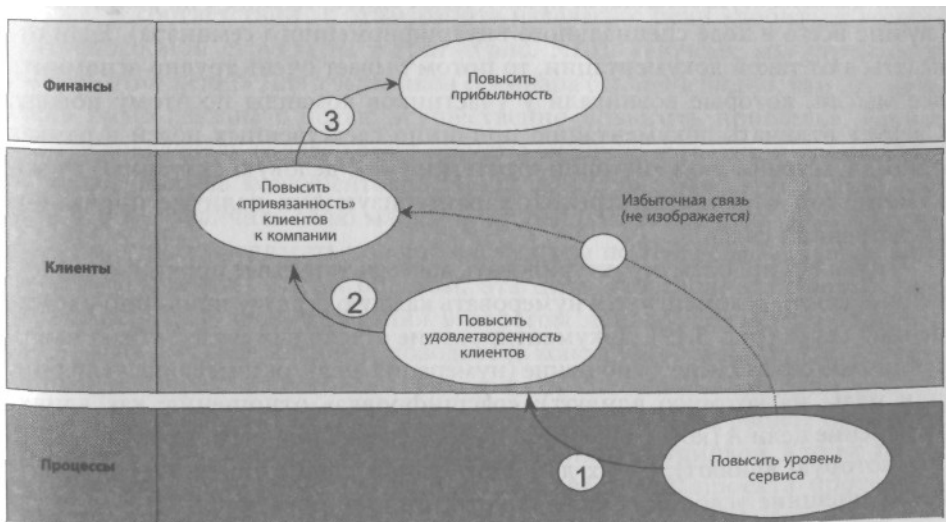 Финансы
Повысить
прибыльность
3
Повысить
«привязанность»
клиентов
к компании
Избыточная связь
(не изображается)
Клиенты
2
Повысить
удовлетворенность
клиентов
Процессы
1
Повысить уровень
сервиса